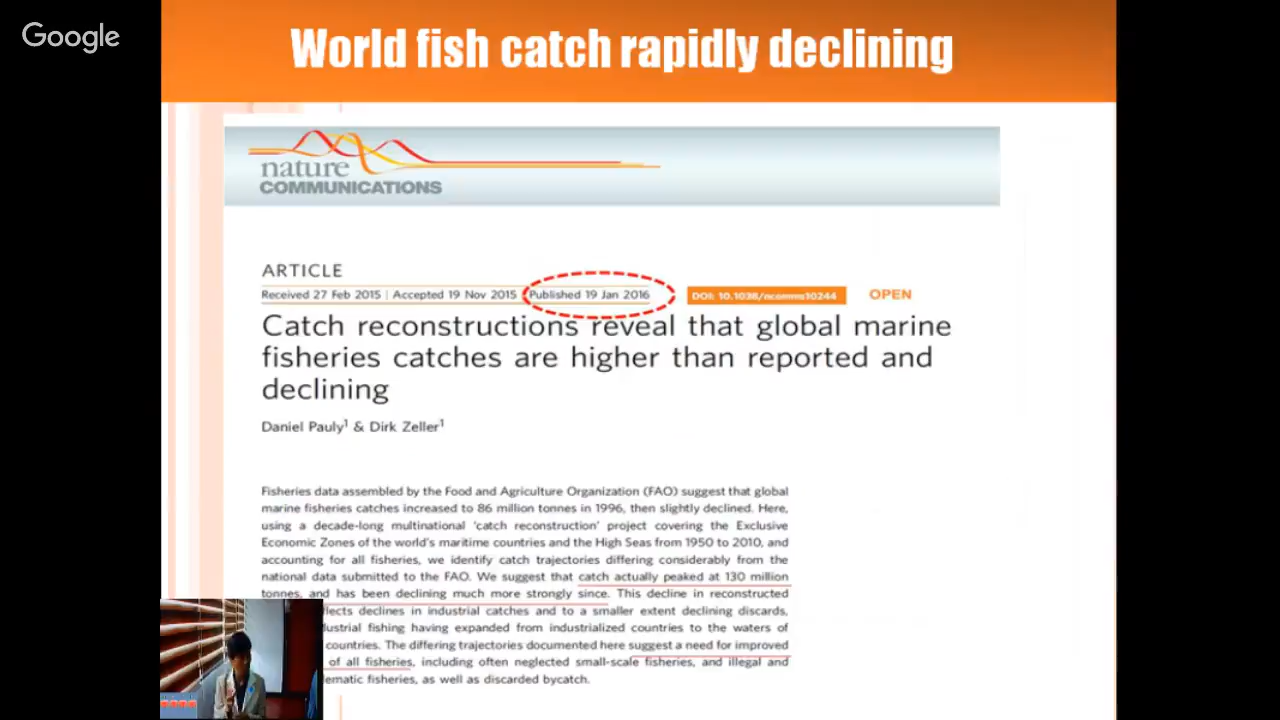 Google
World fish catch rapidly declining
nature
COMMUNICATIONS
ARTICLE
Received 27 Feb 2015 | Accepted 19 Nov 2015 | Published 19 Jan 2016
DOI: 10.1038/ncomms10244
OPEN
Catch reconstructions reveal that global marine
fisheries catches are higher than reported and
declining
Daniel Pauly1 & Dirk Zeller1
Fisheries data assembled by the Food and Agriculture Organization (FAO) suggest that global
marine fisheries catches increased to 86 million tonnes in 1996, then slightly declined. Here,
using a decade-long multinational 'catch reconstruction' project covering the Exclusive
Economic Zones of the world's maritime countries and the High Seas from 1950 to 2010, and
accounting for all fisheries, we identify catch trajectories differing considerably from the
national data submitted to the FAO. We suggest that catch actually peaked at 130 million
tonnes, and has been declining much more strongly since. This decline in reconstructed
flects declines in industrial catches and to a smaller extent declining discards,
dustrial fishing having expanded from industrialized countries to the waters of
countries. The differing trajectories documented here suggest a need for improved
of all fisheries, including often neglected small-scale fisheries, and illegal and
lematic fisheries, as well as discarded bycatch.